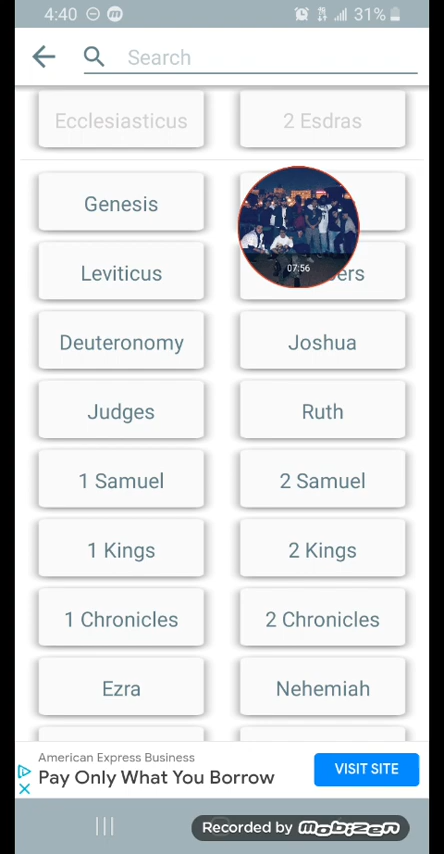 4:40
31%
Search
Ecclesiasticus 2 Esdras
Genesis
07:56
Leviticus
Deuteronomy Joshua
Judges Ruth
1 Samuel 2 Samuel
1 Kings 2 Kings
1 Chronicles 2 Chronicles
Ezra Nehemiah
American Express Business
Pay Only What You Borrow
VISIT SITE
Recorded by Mobizen